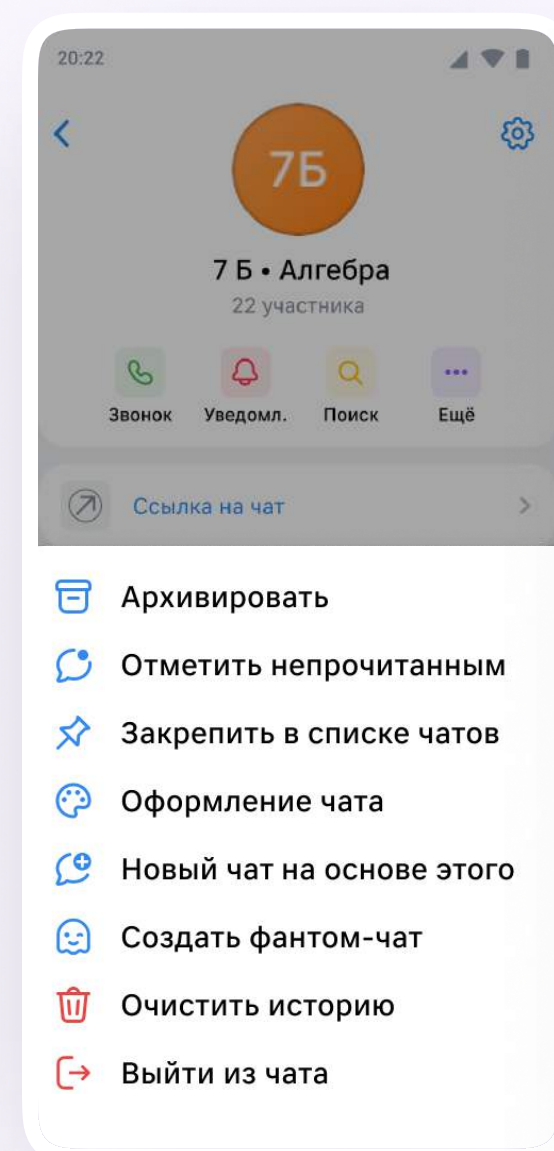 20:22
7Б
7 Б • Алгебра
22 участника
Звонок Уведомл. Поиск Ещё
Ссылка на чат
Архивировать
Отметить непрочитанным
Закрепить в списке чатов
Оформление чата
Новый чат на основе этого
Создать фантом-чат
Очистить историю
Выйти из чата